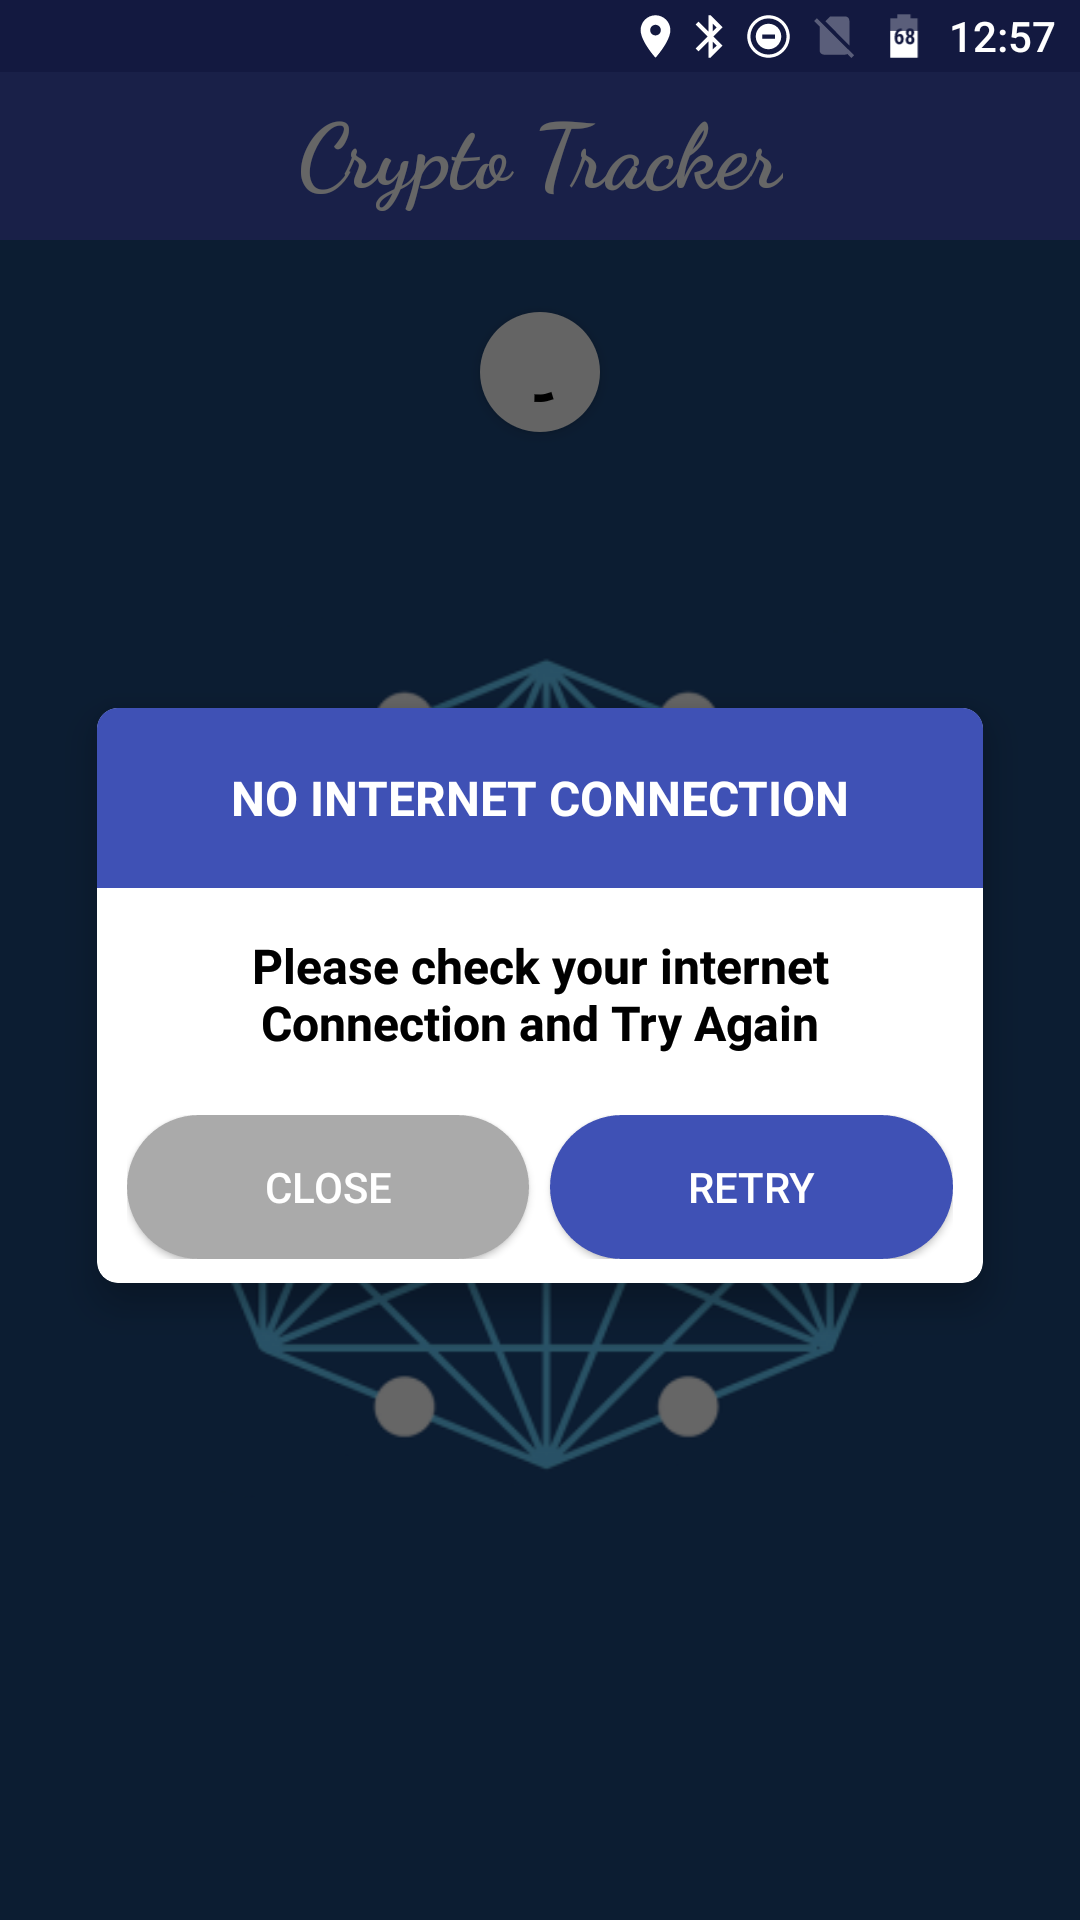 68 12:57
Crypto Tracker
NO INTERNET CONNECTION
Please check your internet
Connection and Try Again
CLOSE RETRY